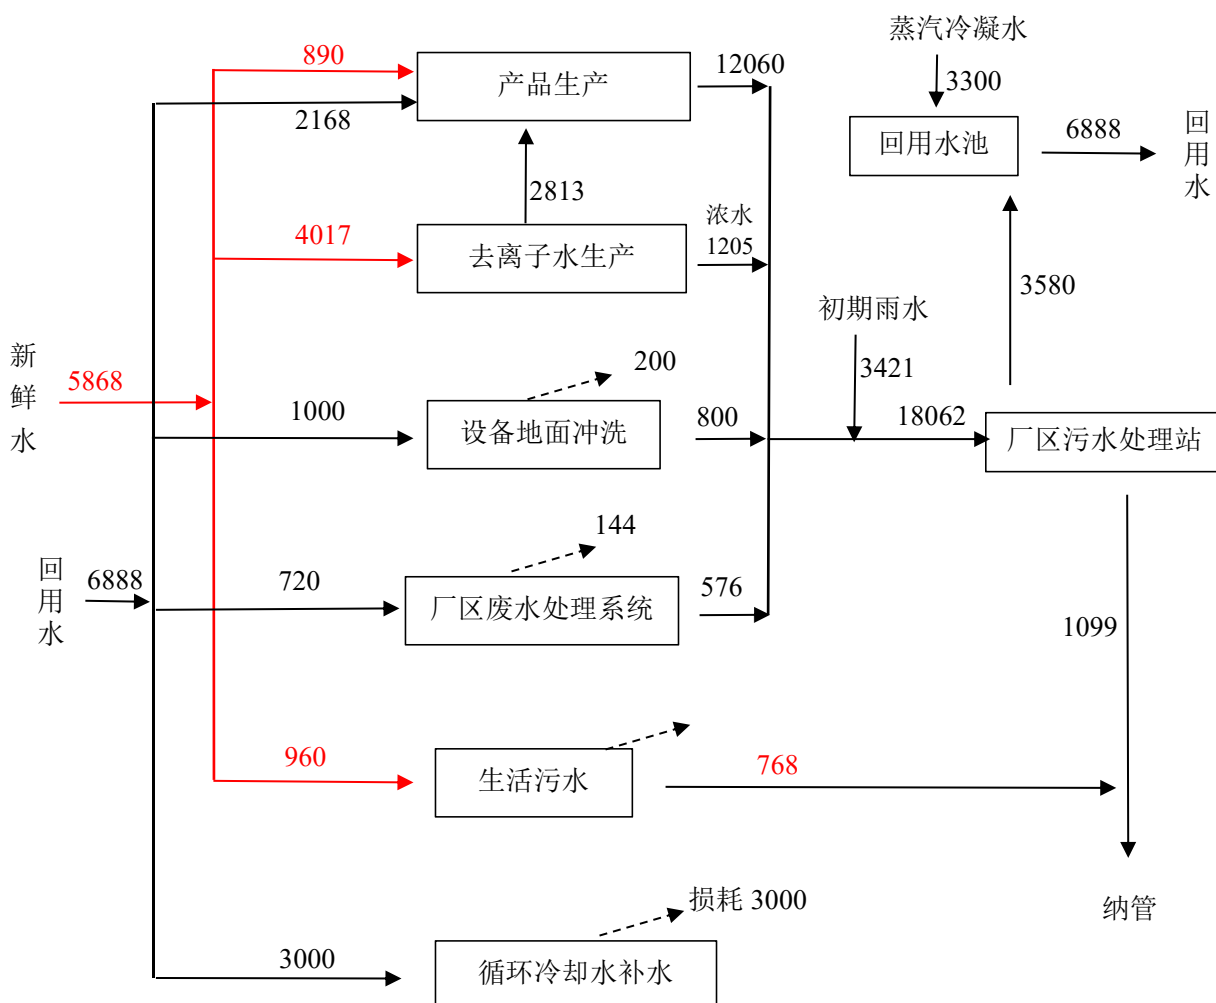 890
产品生产
12060
2168
蒸汽冷凝水
3300
回用水池
6888
回用水
2813
4017
去离子水生产
浓水
1205
3580
初期雨水
3421
新鲜水
5868
200
1000
设备地面冲洗
800
18062
厂区污水处理站
144
回用水
6888
720
厂区废水处理系统
576
1099
960
生活污水
768
损耗 3000
纳管
3000
循环冷却水补水